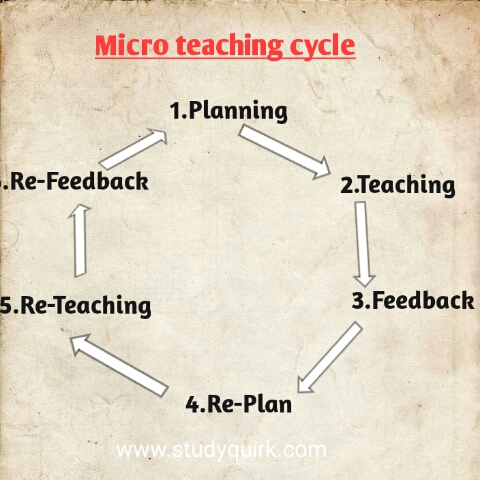 Micro teaching cycle
1.Planning
2.Teaching
3.Feedback
4.Re-Plan
5.Re-Teaching
.Re-Feedback
www.studyquirk.com